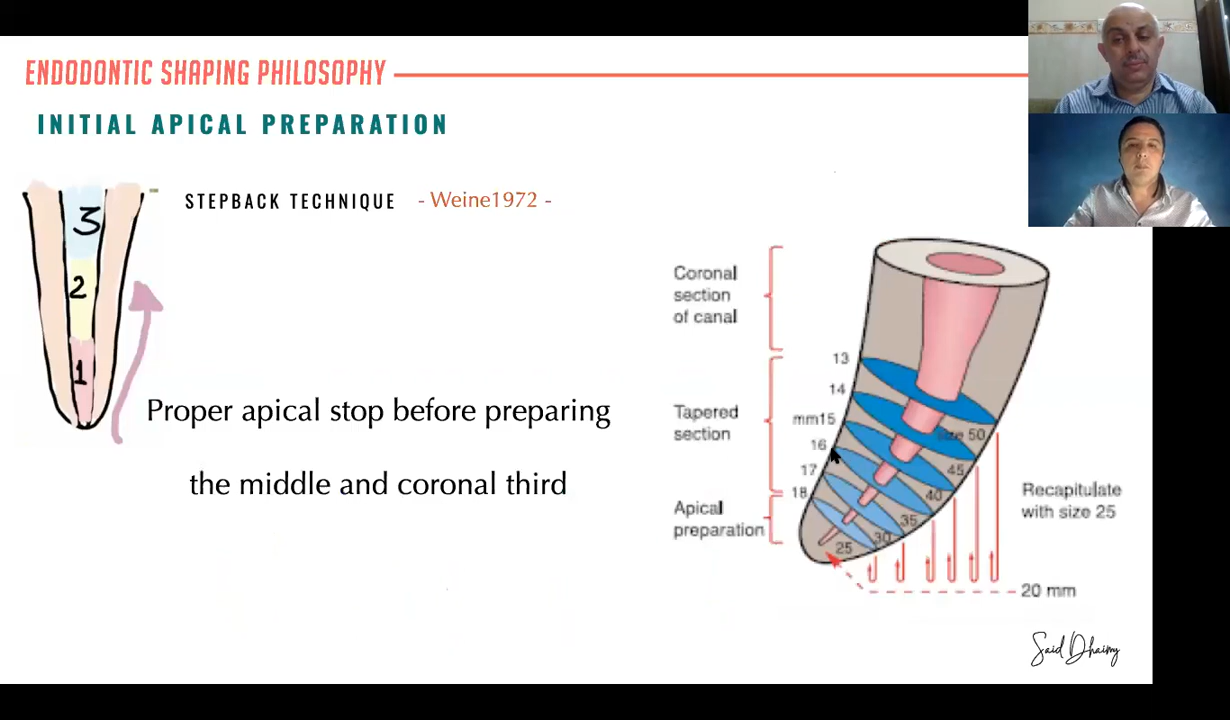 ENDODONTIC SHAPING PHILOSOPHY
INITIAL APICAL PREPARATION
STEPBACK TECHNIQUE - Weine1972 -
3
2
1
Proper apical stop before preparing
the middle and coronal third
Coronal
section
of canal
Tapered
section
Apical
preparation
13
14
mm15
16
17
18
size 50
45
40
35
30
25
Recapitulate
with size 25
20 mm
Said Dhaimy